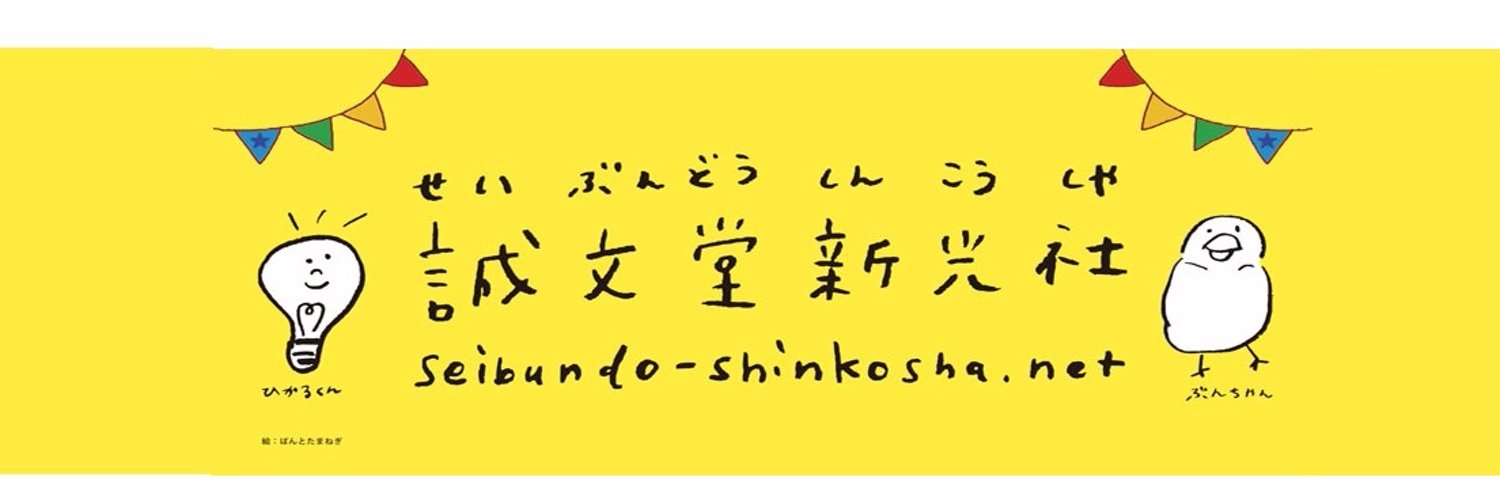 せいぶんどう しん こう しゃ
誠文堂新光社
seibundo-shinkosha.net
ひかるくん
ぶんちゃん
絵：ぱんとたまねぎ